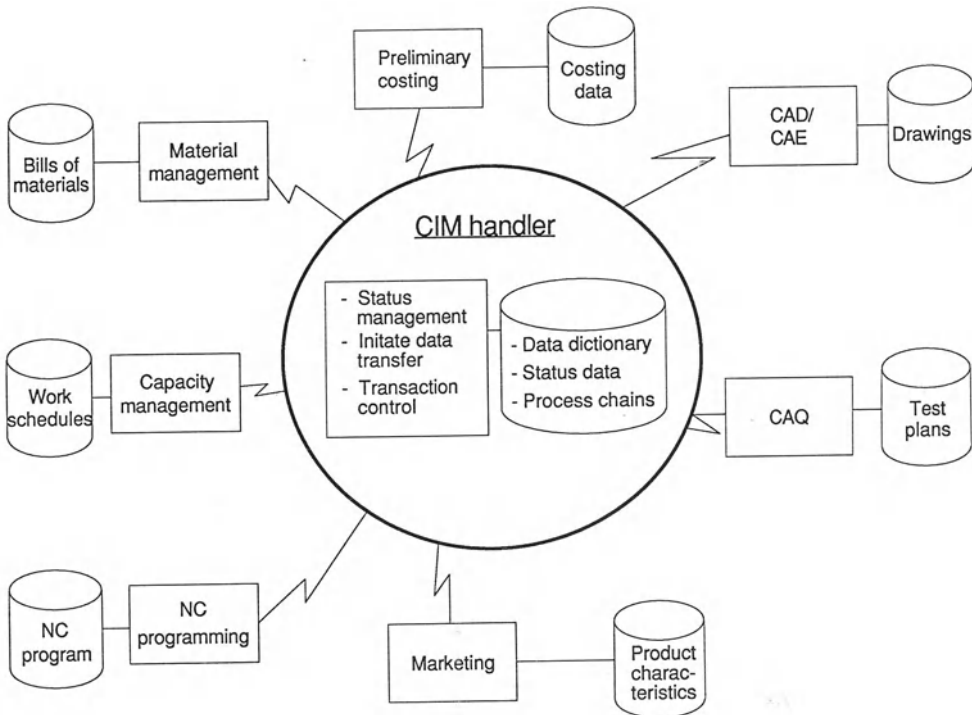 Preliminary
costing
Costing
data
CAD/
CAE
Drawings
Bills of
materials
Material
management
CIM handler
- Status
management
- Initate data
transfer
- Transaction
control
- Data dictionary
- Status data
- Process chains
Work
schedules
Capacity
management
CAQ
Test
plans
NC
program
NC
programming
Marketing
Product
charac-
teristics